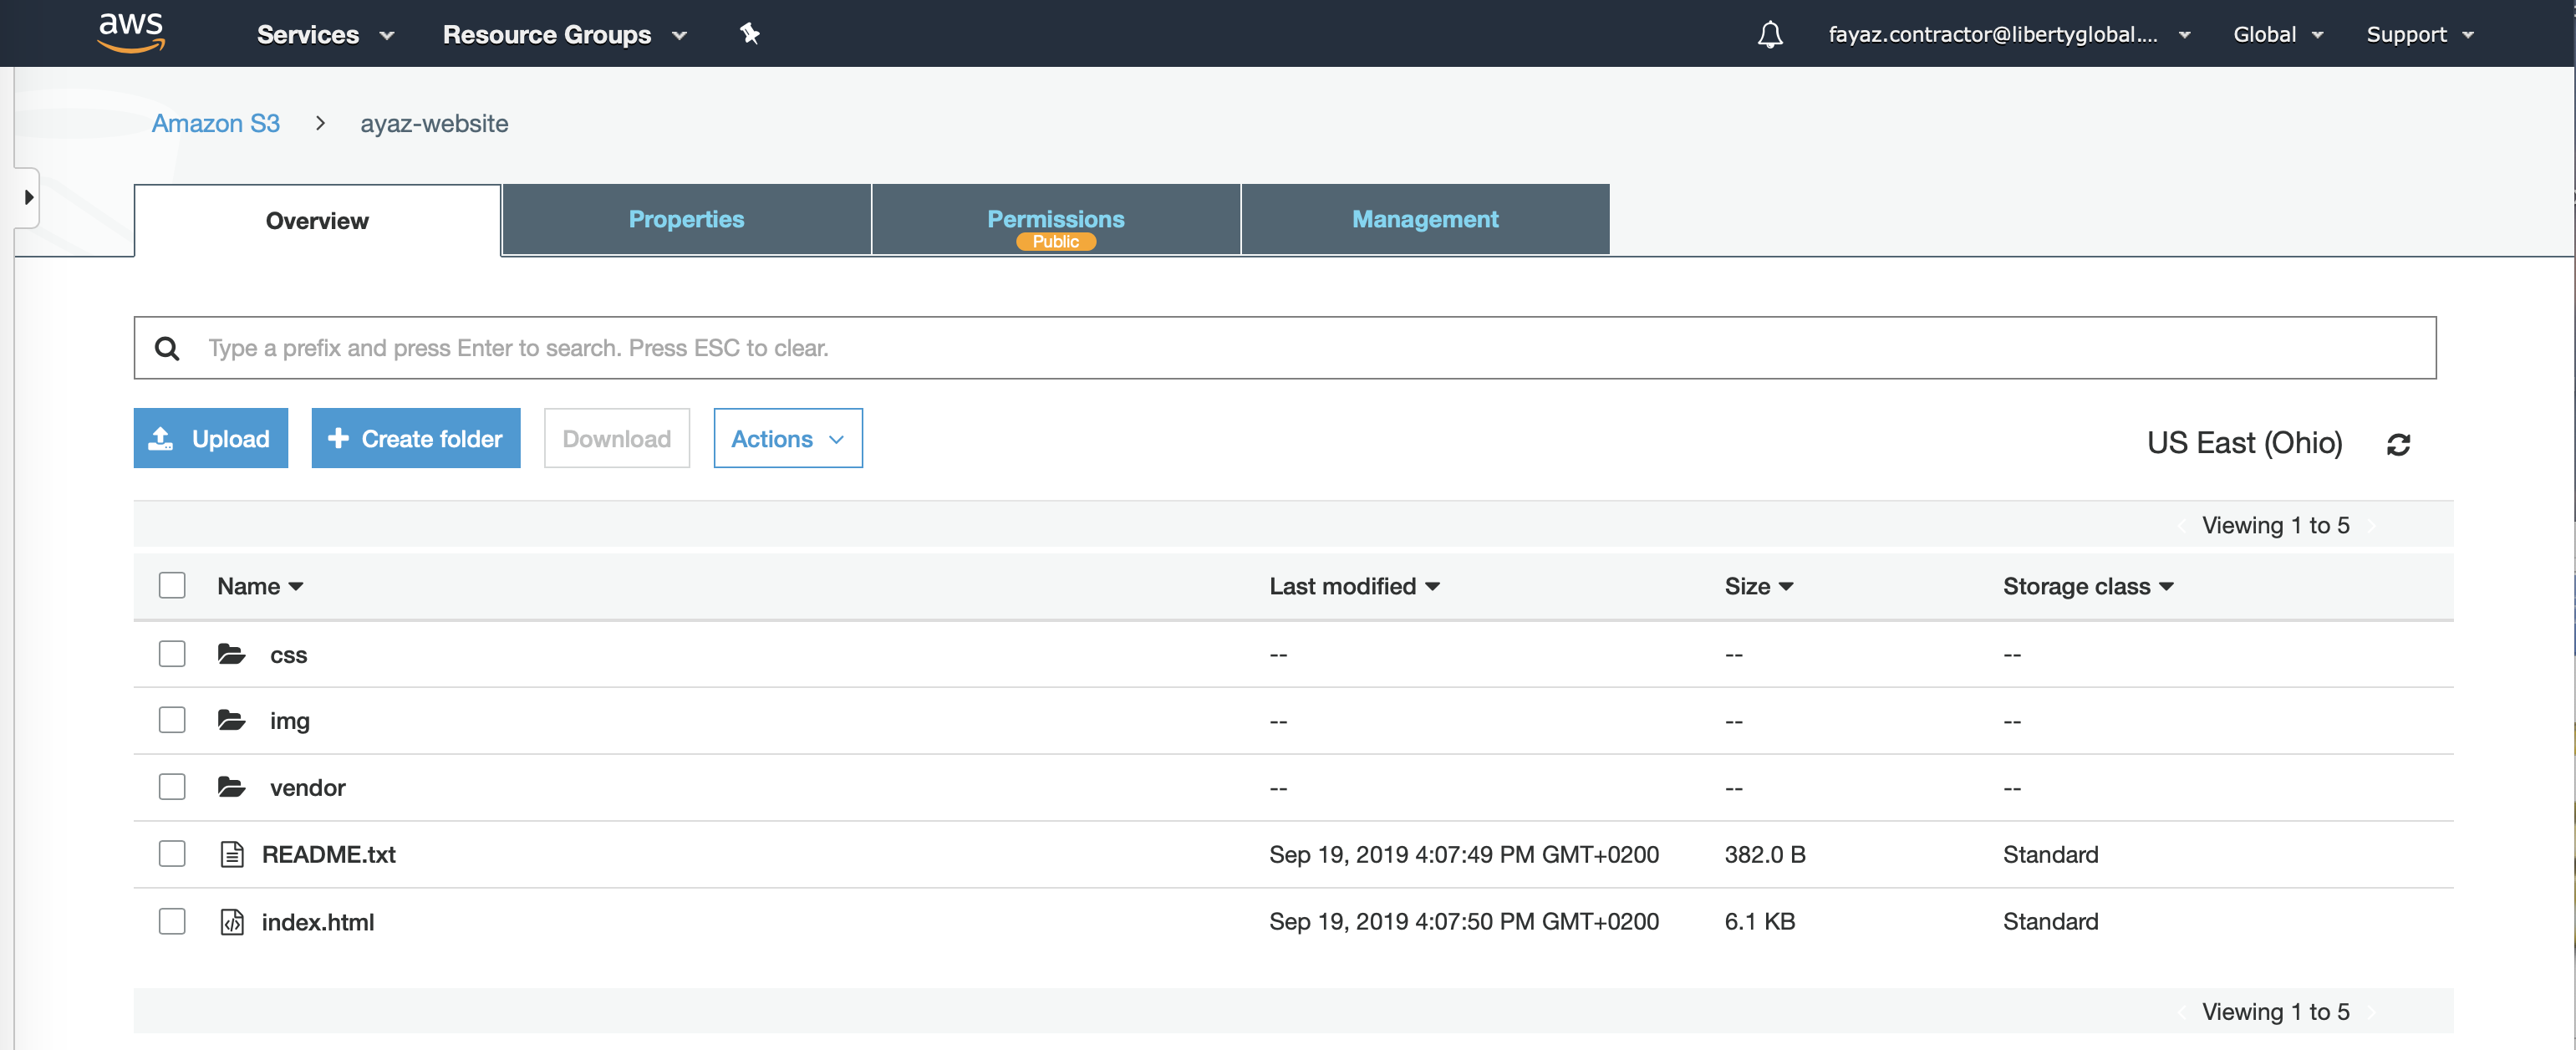 aws Services Resource Groups fayaz.contractor@libertyglobal.... Global Support
Amazon S3 > ayaz-website
Overview Properties Permissions Management
Public
Type a prefix and press Enter to search. Press ESC to clear.
Upload + Create folder Download Actions US East (Ohio)
Viewing 1 to 5
Name Last modified Size Storage class
css -- -- --
img -- -- --
vendor -- -- --
README.txt Sep 19, 2019 4:07:49 PM GMT+0200 382.0 B Standard
index.html Sep 19, 2019 4:07:50 PM GMT+0200 6.1 KB Standard
Viewing 1 to 5